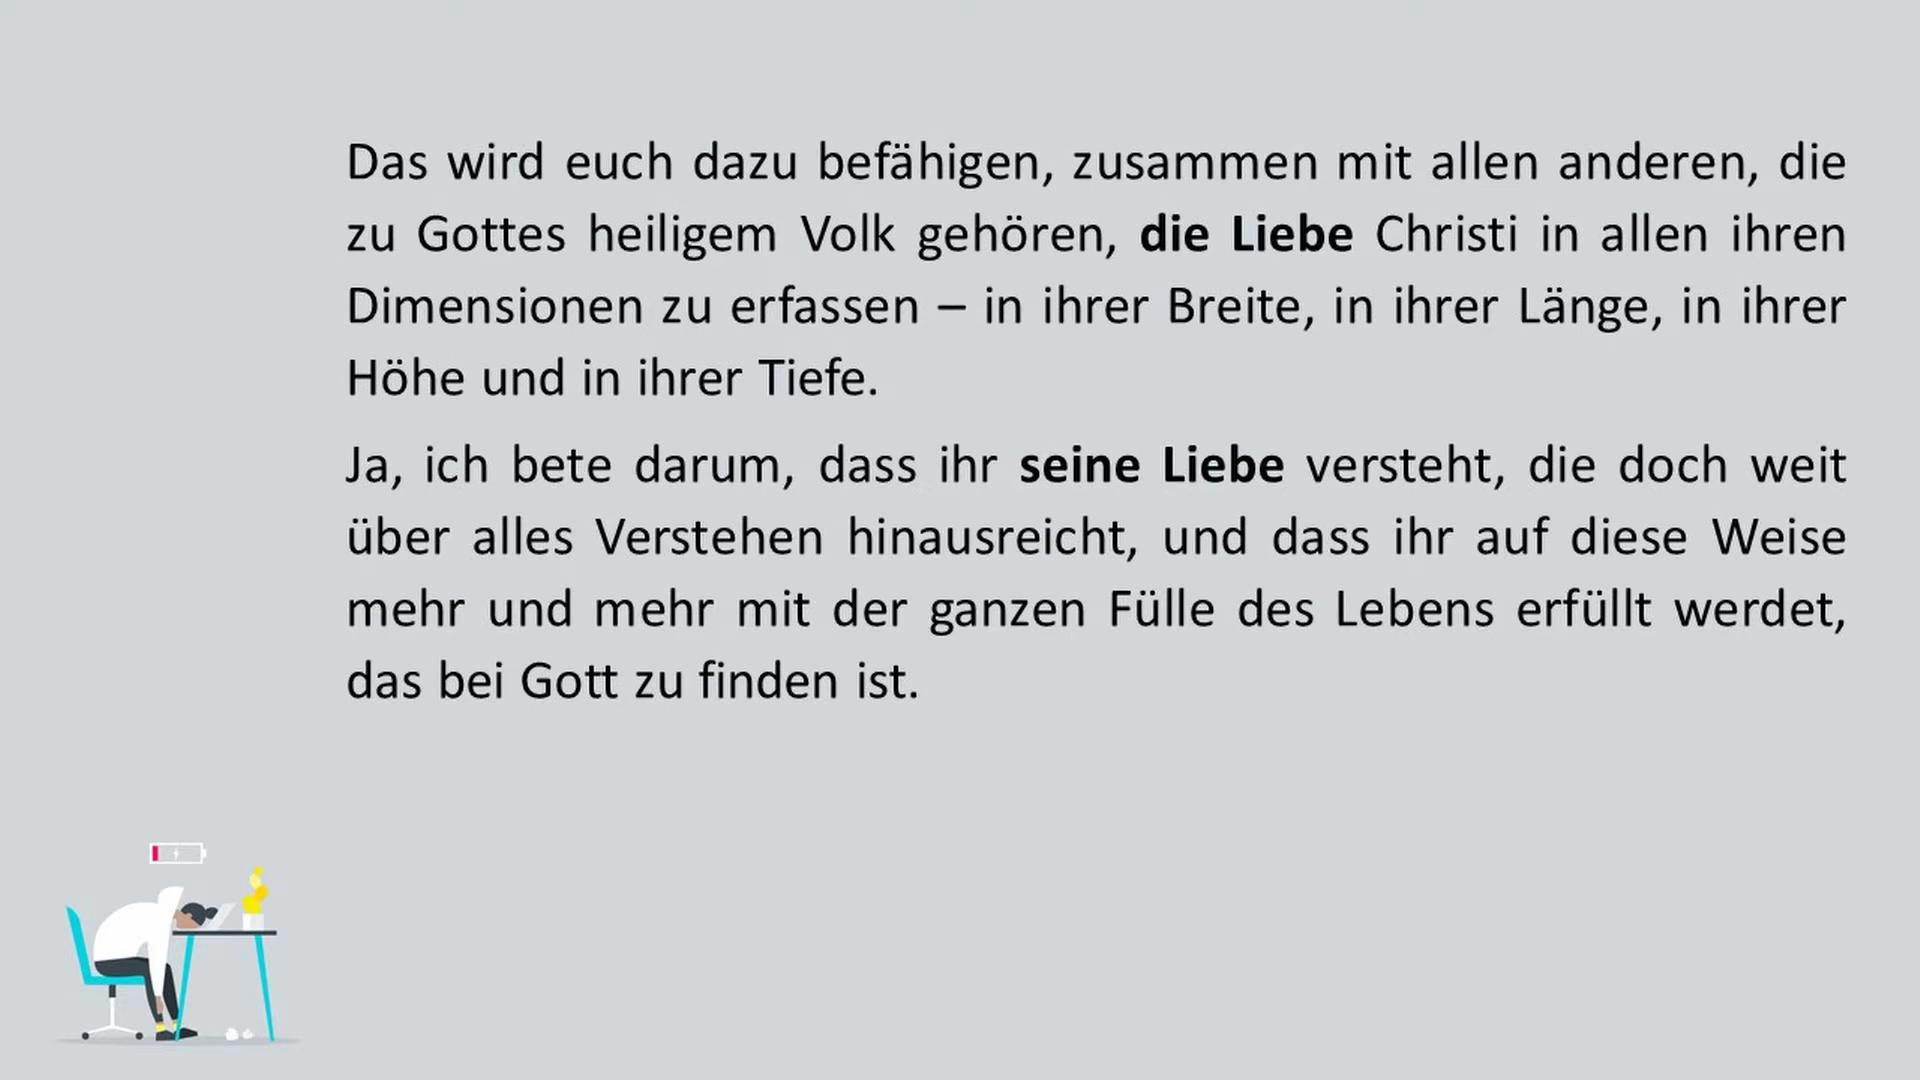 Das wird euch dazu befähigen, zusammen mit allen anderen, die
zu Gottes heiligem Volk gehören, die Liebe Christi in allen ihren
Dimensionen zu erfassen – in ihrer Breite, in ihrer Länge, in ihrer
Höhe und in ihrer Tiefe.
Ja, ich bete darum, dass ihr seine Liebe versteht, die doch weit
über alles Verstehen hinausreicht, und dass ihr auf diese Weise
mehr und mehr mit der ganzen Fülle des Lebens erfüllt werdet,
das bei Gott zu finden ist.